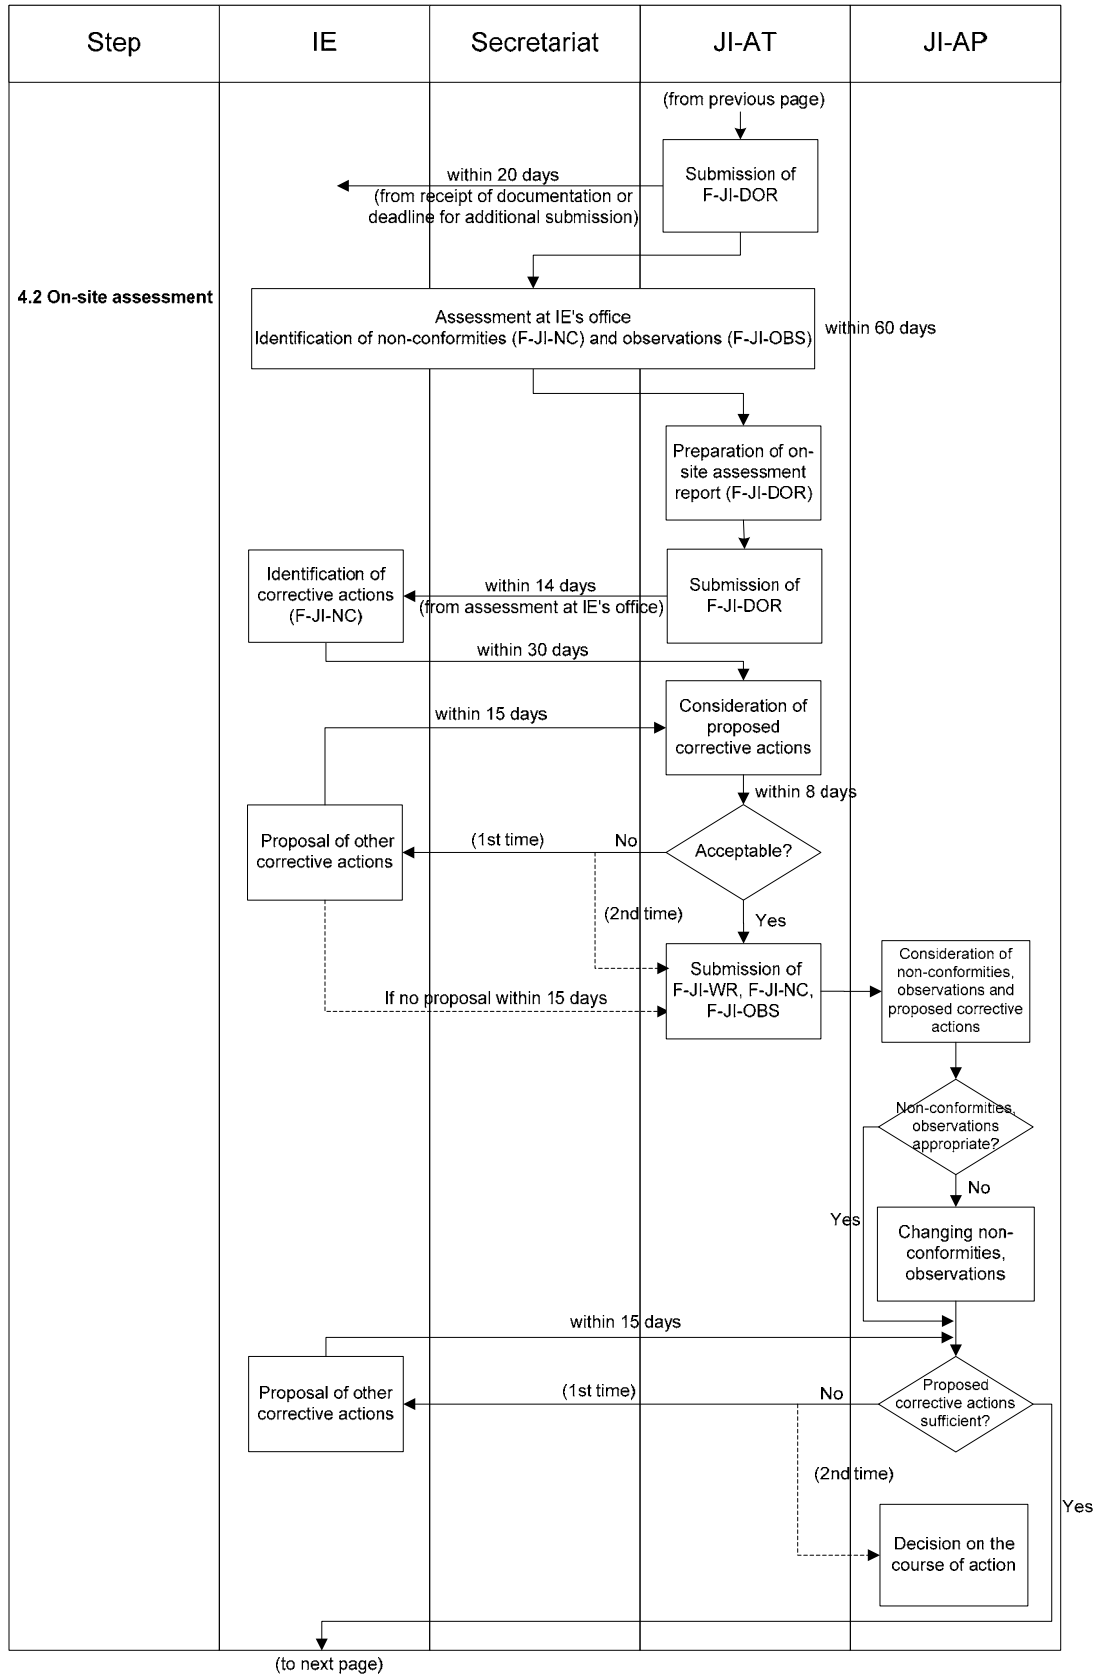 Step
IE
Secretariat
JI-AT
JI-AP
(from previous page)
within 20 days
(from receipt of documentation or
deadline for additional submission)
Submission of
F-JI-DOR
4.2 On-site assessment
Assessment at IE's office
Identification of non-conformities (F-JI-NC) and observations (F-JI-OBS)
within 60 days
Preparation of on-
site assessment
report (F-JI-DOR)
Identification of
corrective actions
(F-JI-NC)
within 14 days
(from assessment at IE's office)
Submission of
F-JI-DOR
within 30 days
within 15 days
Consideration of
proposed
corrective actions
within 8 days
Proposal of other
corrective actions
(1st time)
No
Acceptable?
(2nd time)
Yes
If no proposal within 15 days
Submission of
F-JI-WR, F-JI-NC,
F-JI-OBS
Consideration of
non-conformities,
observations and
proposed corrective
actions
Non-conformities,
observations
appropriate?
No
Yes
Changing non-
conformities,
observations
within 15 days
Proposal of other
corrective actions
(1st time)
No
Proposed
corrective actions
sufficient?
(2nd time)
Yes
Decision on the
course of action
(to next page)